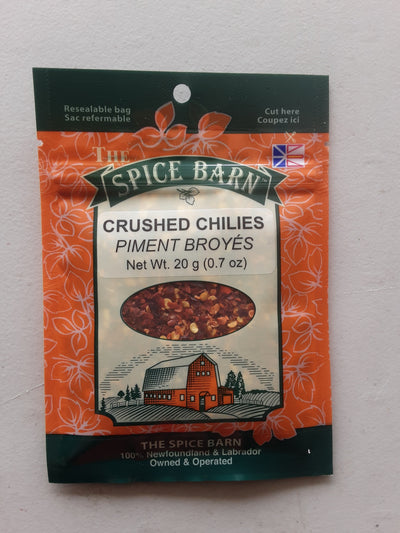 Resealable bag
Sac refermable
Cut here
Coupez ici
THE
SPICE BARN
CRUSHED CHILIES
PIMENT BROYÉS
Net Wt. 20 g (0.7 oz)
THE SPICE BARN
100% Newfoundland & Labrador
Owned & Operated